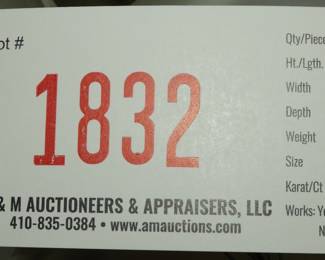 ot #
1832
& M AUCTIONEERS & APPRAISERS, LLC
410-835-0384 • www.amauctions.com
Qty/Piece
Ht./Lgth.
Width
Depth
Weight
Size
Karat/Ct
Works: Ye
N